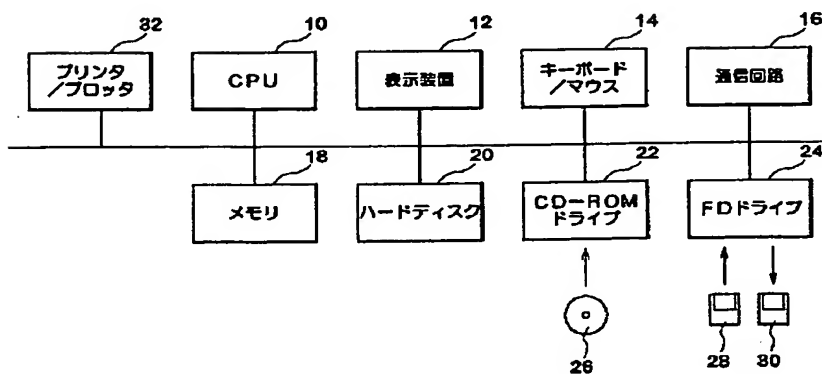 32
10
12
14
16
プリンタ
/プロッタ
CPU
表示装置
キーボード
/マウス
通信回路
18
20
22
24
メモリ
ハードディスク
CD-ROM
ドライブ
FDドライブ
26
28
30